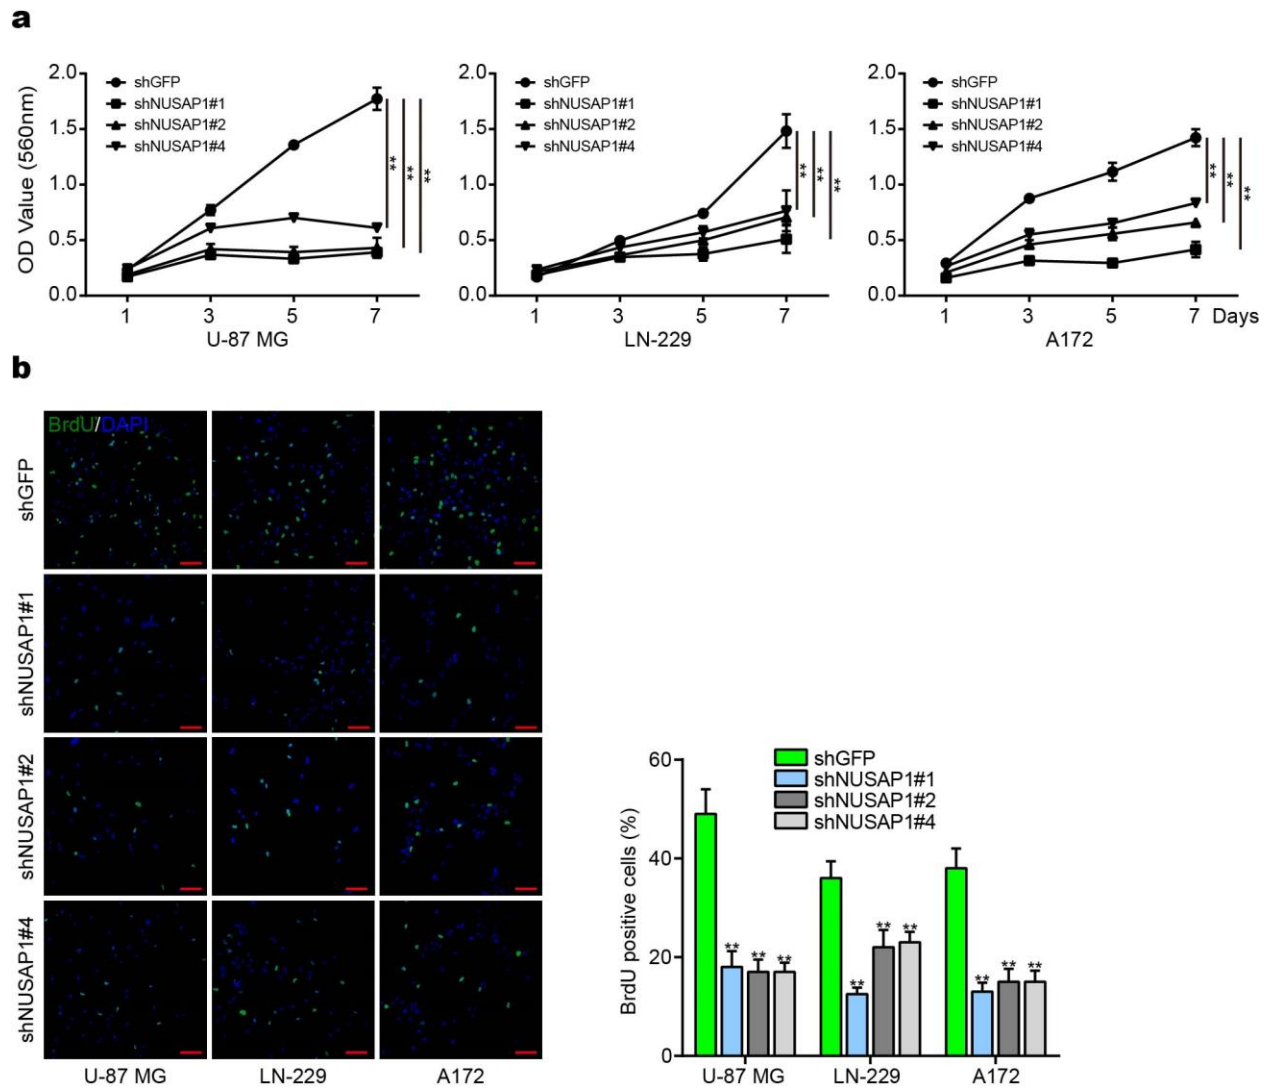 a
OD Value (560nm)
2.0
1.5
1.0
0.5
0.0
shGFP
shNUSAP1#1
shNUSAP1#2
shNUSAP1#4
**
**
**
1 3 5 7
U-87 MG
2.0
1.5
1.0
0.5
0.0
shGFP
shNUSAP1#1
shNUSAP1#2
shNUSAP1#4
**
**
**
1 3 5 7
LN-229
2.0
1.5
1.0
0.5
0.0
shGFP
shNUSAP1#1
shNUSAP1#2
shNUSAP1#4
**
**
**
1 3 5 7 Days
A172
b
BrdU/DAPI
shGFP
shNUSAP1#1
shNUSAP1#2
shNUSAP1#4
U-87 MG LN-229 A172
BrdU positive cells (%)
60
40
20
0
shGFP
shNUSAP1#1
shNUSAP1#2
shNUSAP1#4
** ** **
** ** **
** ** **
U-87 MG LN-229 A172